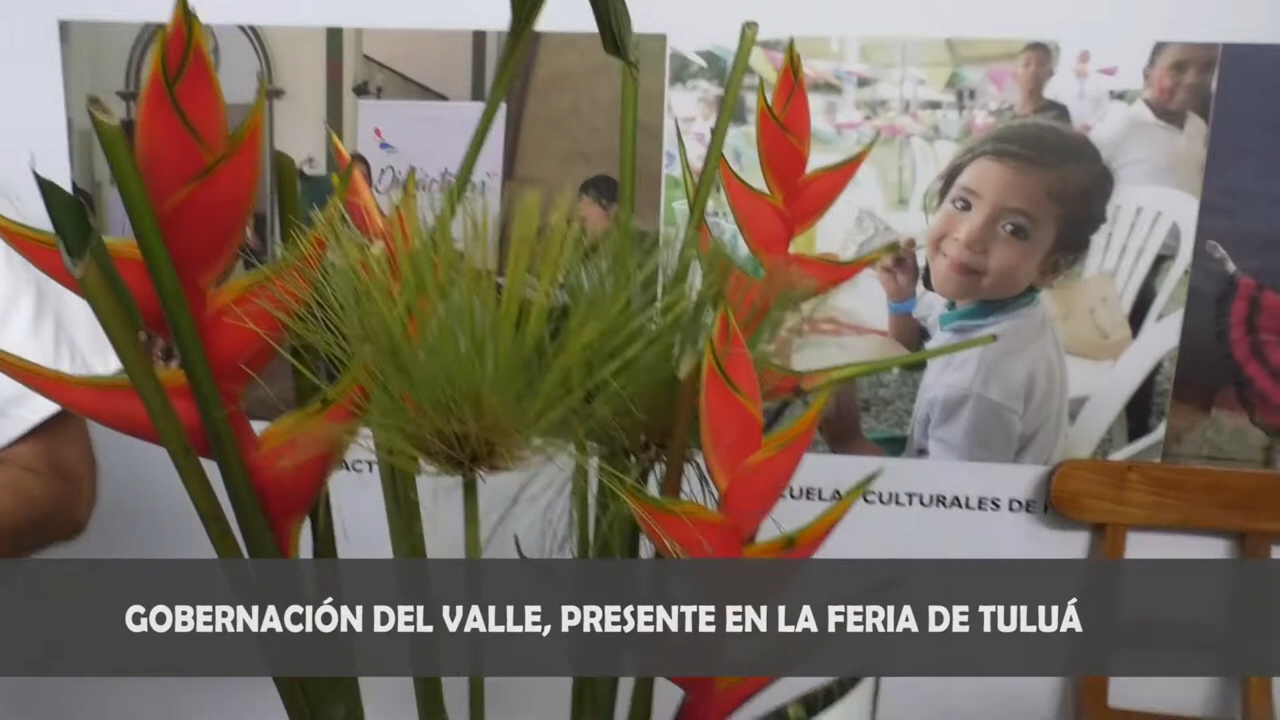 CULTURALES DE
GOBERNACIÓN DEL VALLE, PRESENTE EN LA FERIA DE TULUÁ